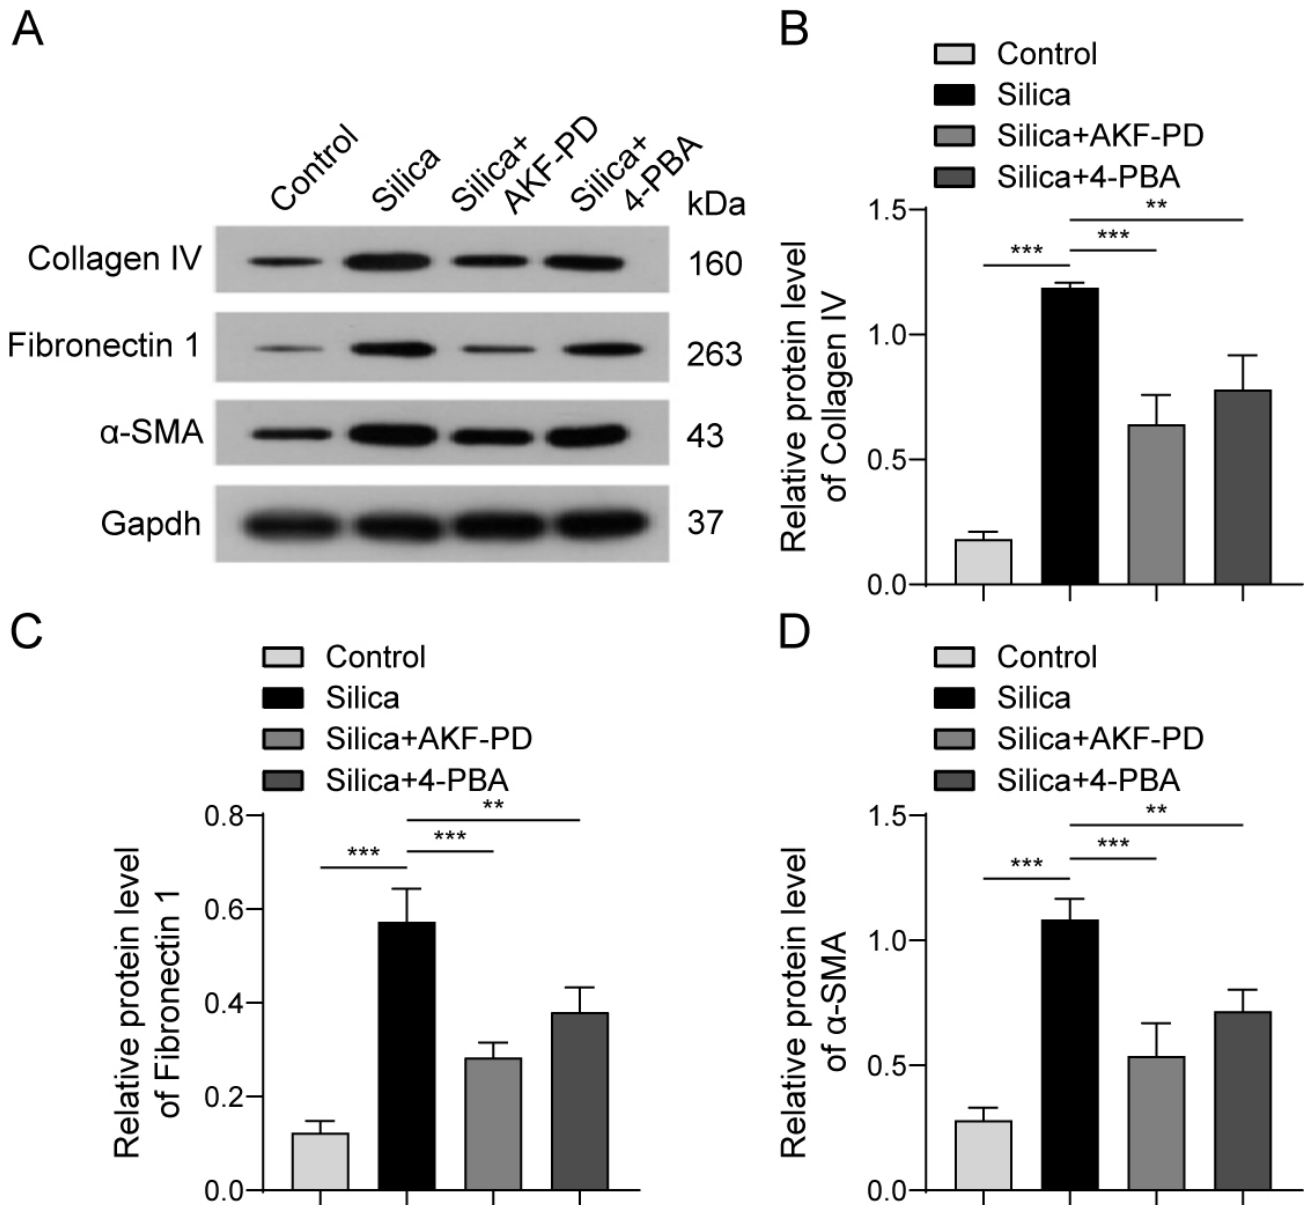 A
Control
Silica
Silica+
AKF-PD
Silica+
4-PBA
kDa
Collagen IV
160
Fibronectin 1
263
α-SMA
43
Gapdh
37
B
Control
Silica
Silica+AKF-PD
Silica+4-PBA
Relative protein level
of Collagen IV
1.5
1.0
0.5
0.0
***
***
**
C
Control
Silica
Silica+AKF-PD
Silica+4-PBA
Relative protein level
of Fibronectin 1
0.8
0.6
0.4
0.2
0.0
***
***
**
D
Control
Silica
Silica+AKF-PD
Silica+4-PBA
Relative protein level
of α-SMA
1.5
1.0
0.5
0.0
***
***
**